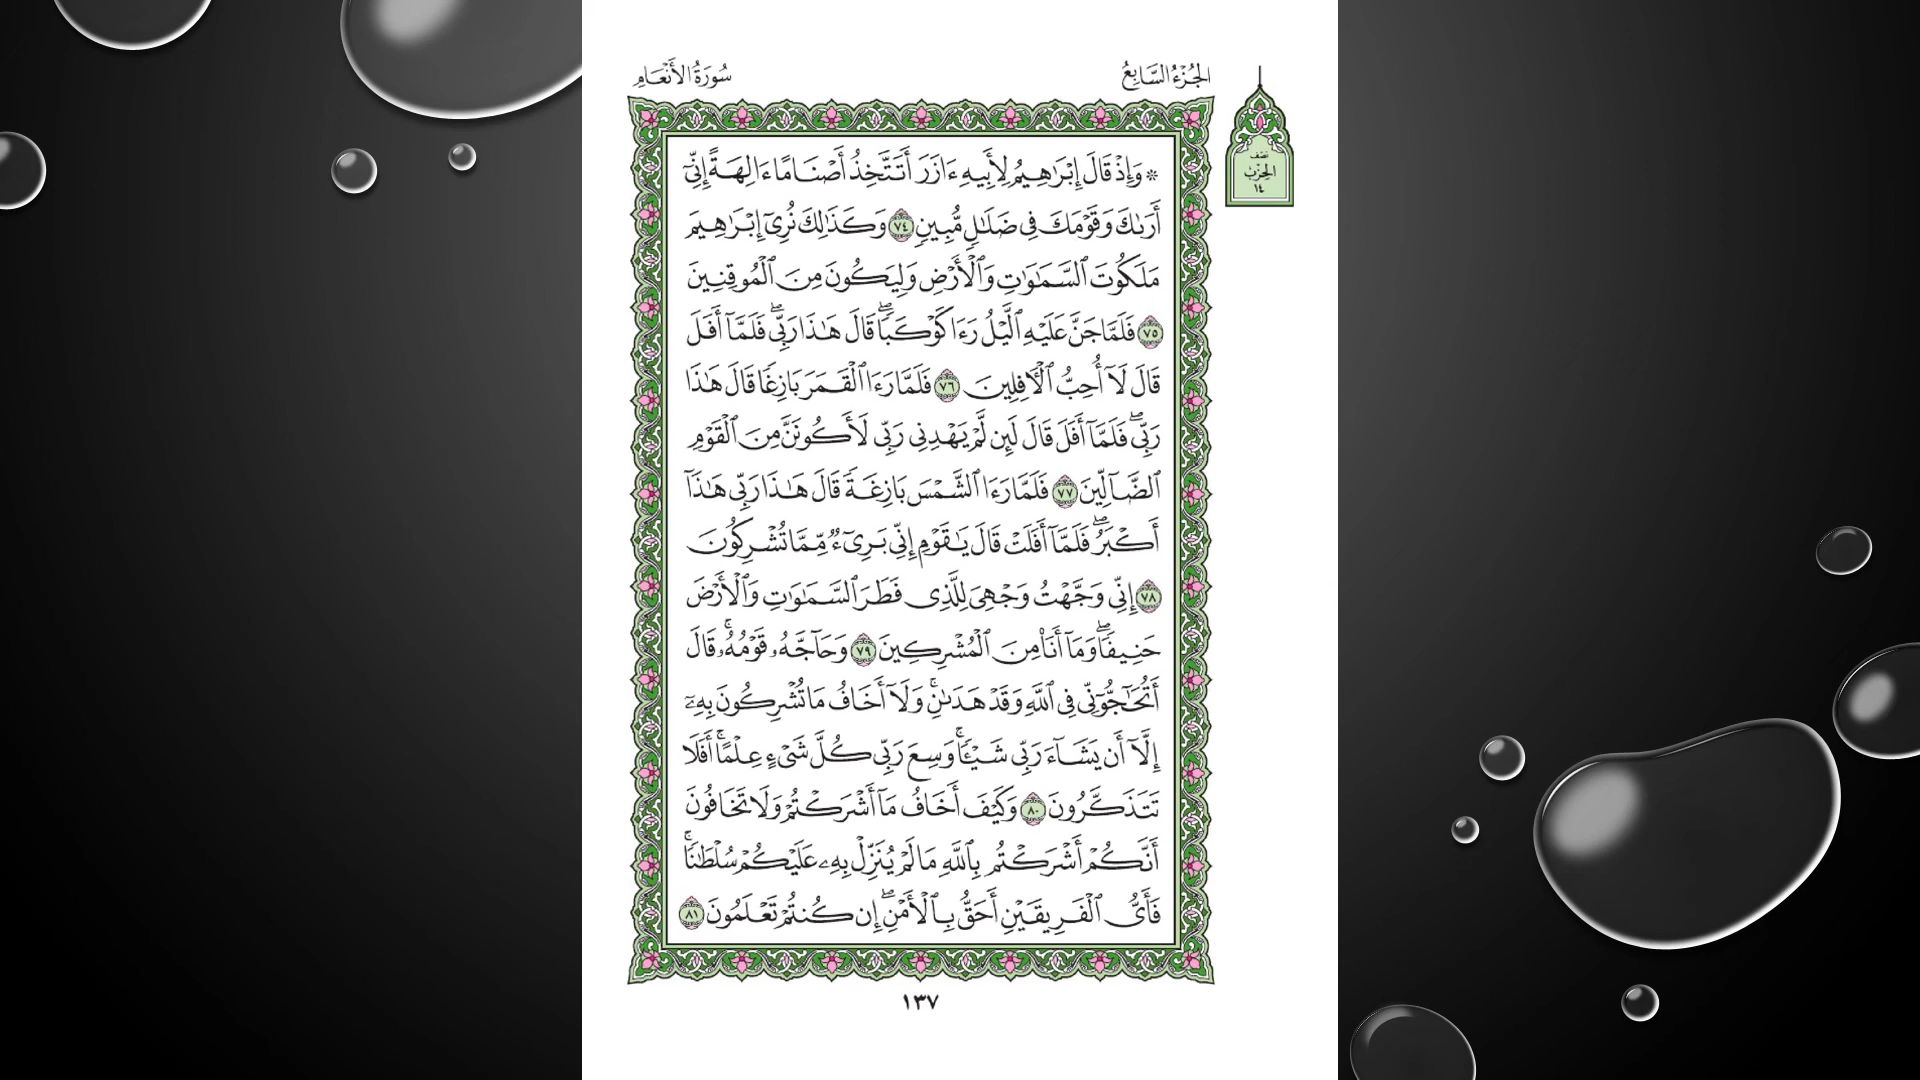 الجُزْءُ السَّابِعُ
سُورَةُ الأَنْعَامِ
نصف
الحِزْب
١٤
۞ وَإِذْ قَالَ إِبْرَٰهِيمُ لِأَبِيهِ ءَازَرَ أَتَتَّخِذُ أَصْنَامًا ءَالِهَةً إِنِّيٓ
أَرَىٰكَ وَقَوْمَكَ فِي ضَلَٰلٖ مُّبِينٖ ٧٤ وَكَذَٰلِكَ نُرِيٓ إِبْرَٰهِيمَ
مَلَكُوتَ ٱلسَّمَٰوَٰتِ وَٱلْأَرْضِ وَلِيَكُونَ مِنَ ٱلْمُوقِنِينَ
٧٥ فَلَمَّا جَنَّ عَلَيْهِ ٱلَّيْلُ رَءَا كَوْكَبٗاۖ قَالَ هَٰذَا رَبِّيۖ فَلَمَّآ أَفَلَ
قَالَ لَآ أُحِبُّ ٱلْأٓفِلِينَ ٧٦ فَلَمَّا رَءَا ٱلْقَمَرَ بَازِغٗا قَالَ هَٰذَا
رَبِّيۖ فَلَمَّآ أَفَلَ قَالَ لَئِن لَّمْ يَهْدِنِي رَبِّي لَأَكُونَنَّ مِنَ ٱلْقَوْمِ
ٱلضَّآلِّينَ ٧٧ فَلَمَّا رَءَا ٱلشَّمْسَ بَازِغَةٗ قَالَ هَٰذَا رَبِّي هَٰذَآ
أَكْبَرُۖ فَلَمَّآ أَفَلَتْ قَالَ يَٰقَوْمِ إِنِّي بَرِيٓءٞ مِّمَّا تُشْرِكُونَ
٧٨ إِنِّي وَجَّهْتُ وَجْهِيَ لِلَّذِي فَطَرَ ٱلسَّمَٰوَٰتِ وَٱلْأَرْضَ
حَنِيفٗاۖ وَمَآ أَنَا۠ مِنَ ٱلْمُشْرِكِينَ ٧٩ وَحَآجَّهُۥ قَوْمُهُۥۚ قَالَ
أَتُحَٰٓجُّوٓنِّي فِي ٱللَّهِ وَقَدْ هَدَىٰنِۚ وَلَآ أَخَافُ مَا تُشْرِكُونَ بِهِۦٓ
إِلَّآ أَن يَشَآءَ رَبِّي شَيْـٔٗاۚ وَسِعَ رَبِّي كُلَّ شَيْءٍ عِلْمًاۚ أَفَلَا
تَتَذَكَّرُونَ ٨٠ وَكَيْفَ أَخَافُ مَآ أَشْرَكْتُمْ وَلَا تَخَافُونَ
أَنَّكُمْ أَشْرَكْتُم بِٱللَّهِ مَا لَمْ يُنَزِّلْ بِهِۦ عَلَيْكُمْ سُلْطَٰنٗاۚ
فَأَيُّ ٱلْفَرِيقَيْنِ أَحَقُّ بِٱلْأَمْنِۖ إِن كُنتُمْ تَعْلَمُونَ ٨١
١٣٧